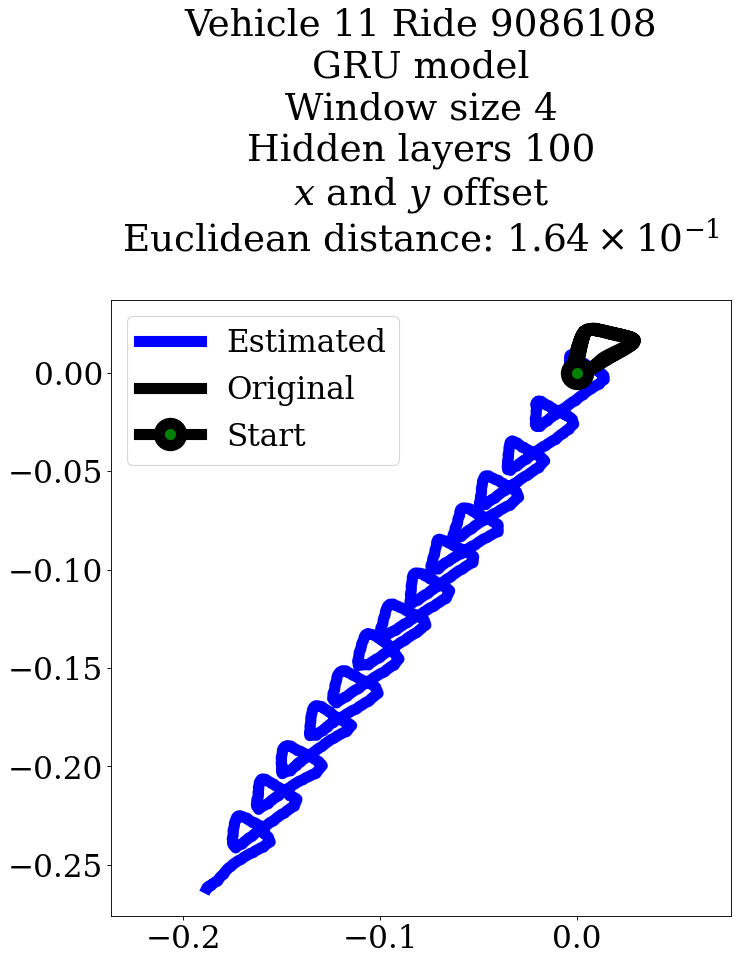 Vehicle 11 Ride 9086108
GRU model
Window size 4
Hidden layers 100
x and y offset
Euclidean distance: 1.64 × 10⁻¹
Estimated
Original
Start
0.00
−0.05
−0.10
−0.15
−0.20
−0.25
−0.2 −0.1 0.0